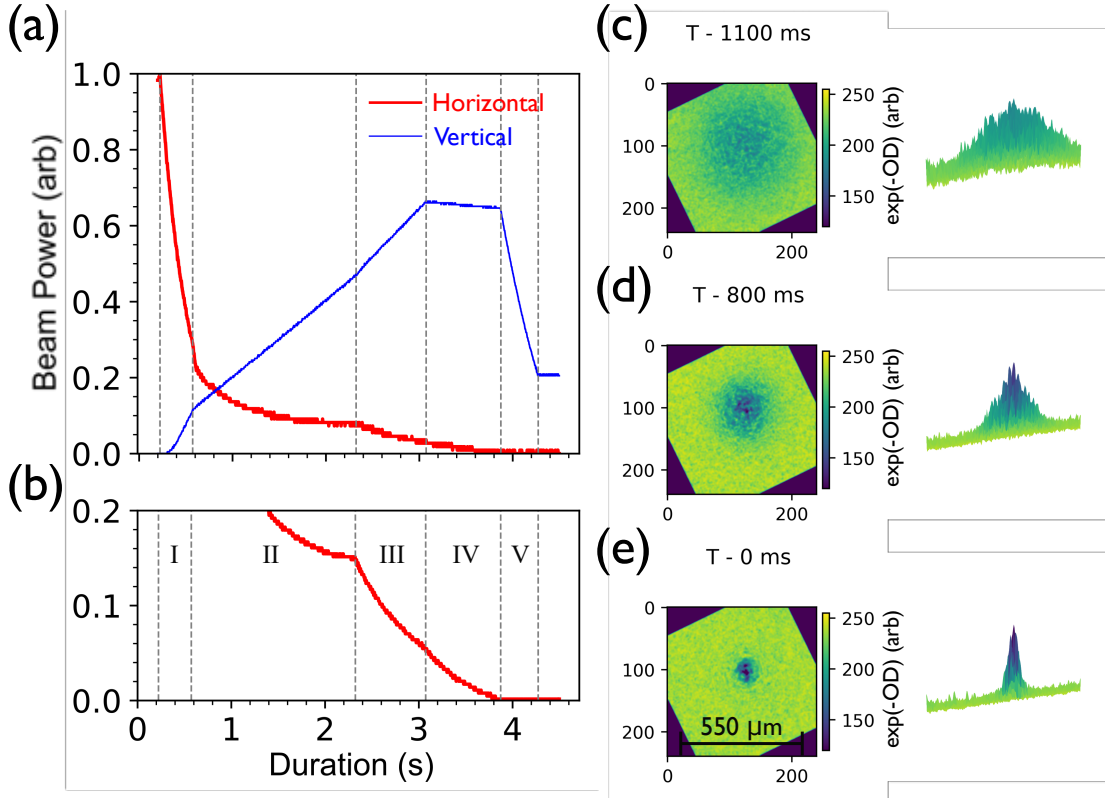 (a)
1.0
0.8
0.6
0.4
0.2
0.0
Beam Power (arb)
Horizontal
Vertical
(b)
0.2
0.1
0.0
I
II
III
IV
V
0
1
2
3
4
Duration (s)
(c)
T - 1100 ms
0
100
200
0
200
250
200
150
exp(-OD) (arb)
(d)
T - 800 ms
0
100
200
0
200
250
200
150
exp(-OD) (arb)
(e)
T - 0 ms
0
100
200
550 μm
0
200
250
200
150
exp(-OD) (arb)